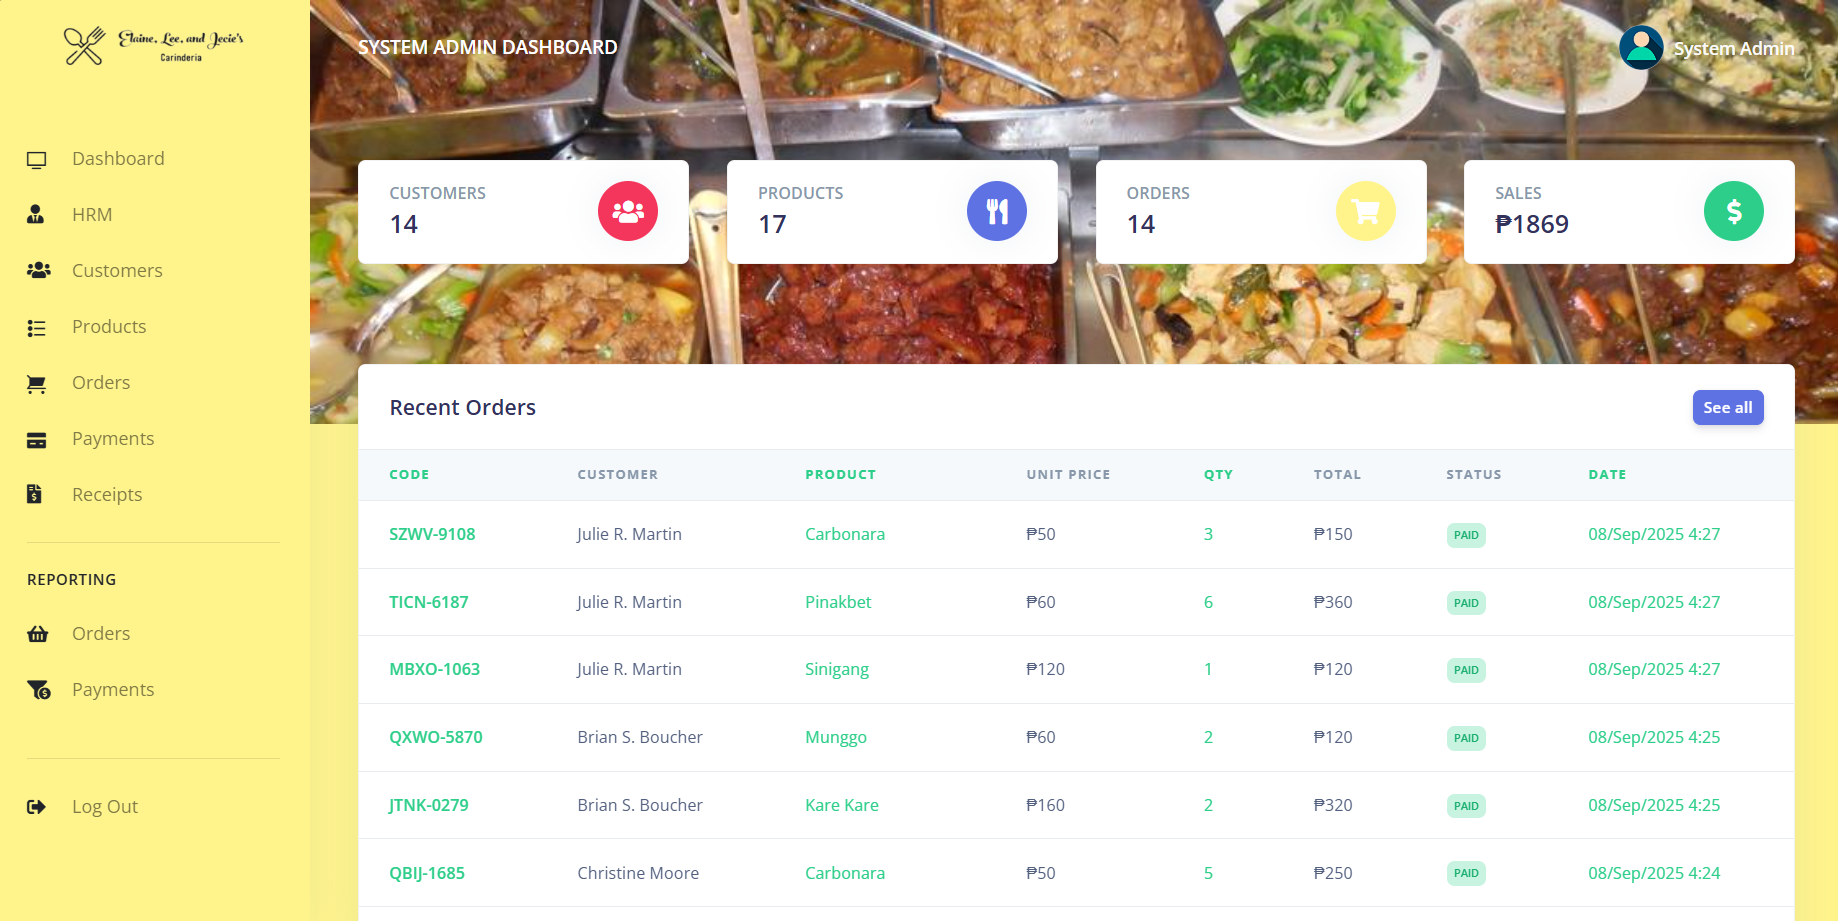 Elaine, Lee, and Jecie's
Carinderia
SYSTEM ADMIN DASHBOARD
System Admin
Dashboard
HRM
Customers
Products
Orders
Payments
Receipts
REPORTING
Orders
Payments
Log Out
CUSTOMERS
14
PRODUCTS
17
ORDERS
14
SALES
₱1869
Recent Orders
See all
CODE CUSTOMER PRODUCT UNIT PRICE QTY TOTAL STATUS DATE
SZWV-9108 Julie R. Martin Carbonara ₱50 3 ₱150 PAID 08/Sep/2025 4:27
TICN-6187 Julie R. Martin Pinakbet ₱60 6 ₱360 PAID 08/Sep/2025 4:27
MBXO-1063 Julie R. Martin Sinigang ₱120 1 ₱120 PAID 08/Sep/2025 4:27
QXWO-5870 Brian S. Boucher Munggo ₱60 2 ₱120 PAID 08/Sep/2025 4:25
JTNK-0279 Brian S. Boucher Kare Kare ₱160 2 ₱320 PAID 08/Sep/2025 4:25
QBIJ-1685 Christine Moore Carbonara ₱50 5 ₱250 PAID 08/Sep/2025 4:24